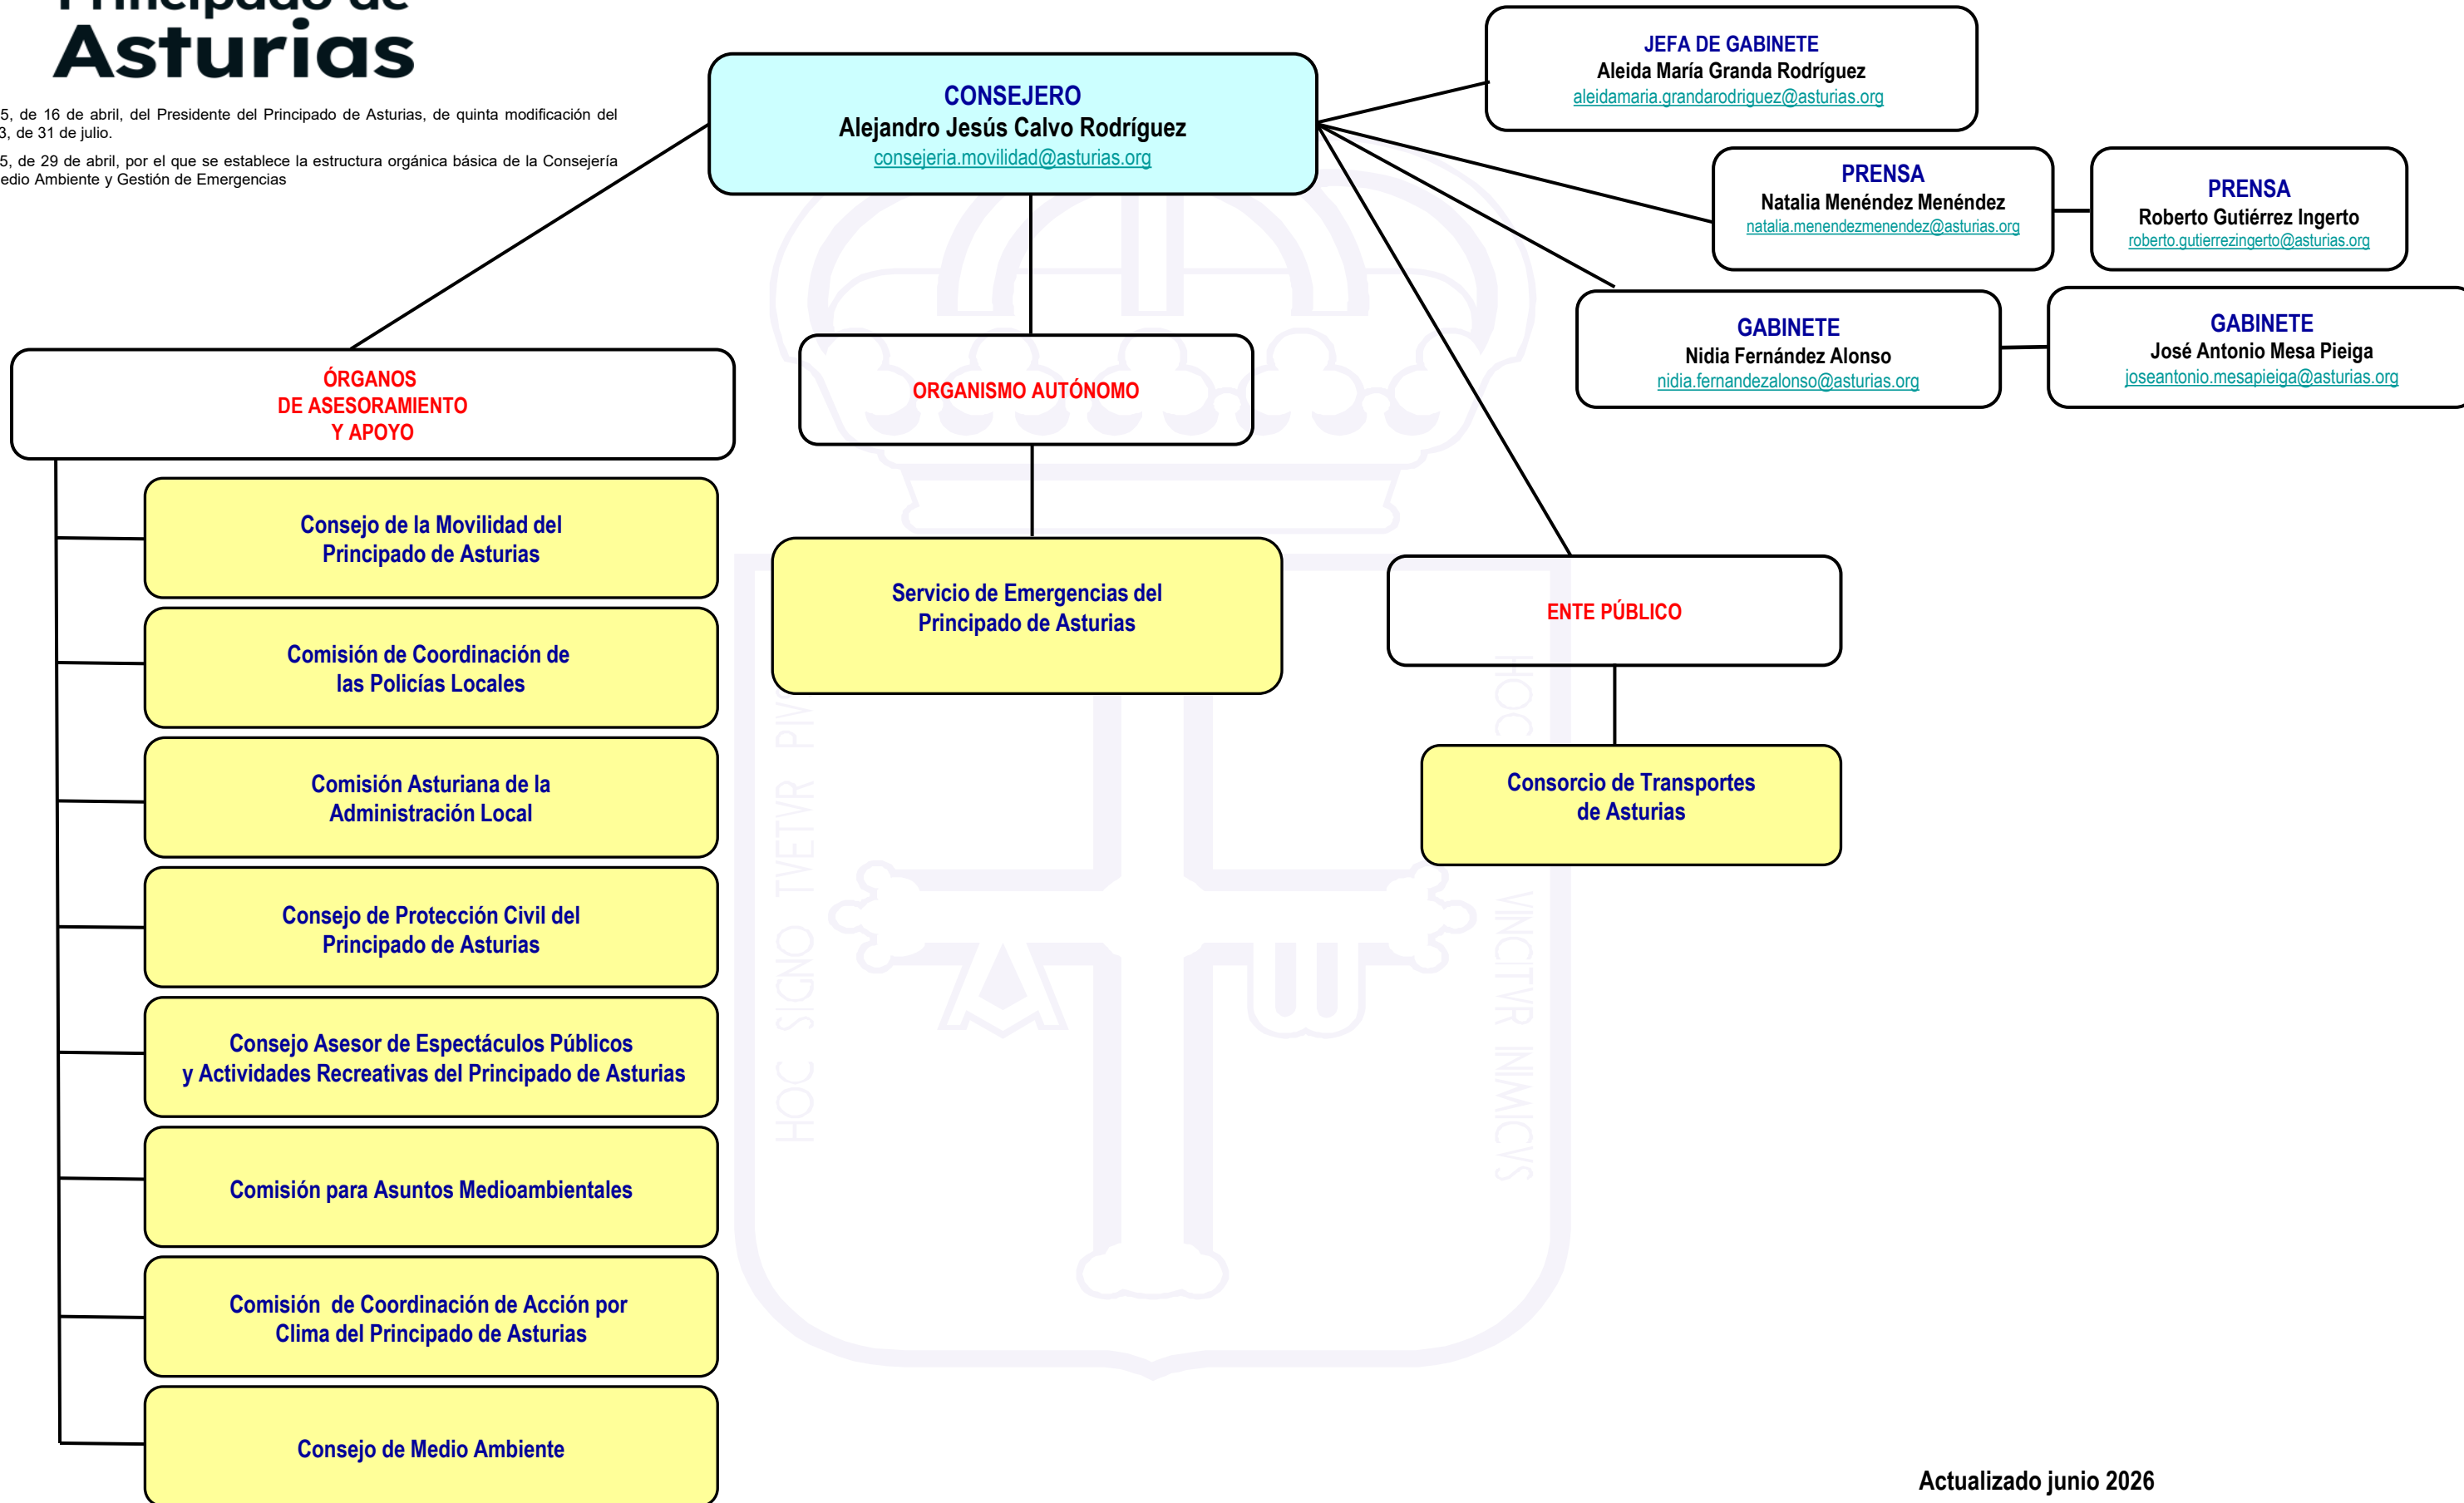 Principado de
Asturias
5, de 16 de abril, del Presidente del Principado de Asturias, de quinta modificación del
3, de 31 de julio.
5, de 29 de abril, por el que se establece la estructura orgánica básica de la Consejería
edio Ambiente y Gestión de Emergencias
CONSEJERO
Alejandro Jesús Calvo Rodríguez
consejeria.movilidad@asturias.org
JEFA DE GABINETE
Aleida María Granda Rodríguez
aleidamaria.grandarodriguez@asturias.org
PRENSA
Natalia Menéndez Menéndez
natalia.menendezmenendez@asturias.org
PRENSA
Roberto Gutiérrez Ingerto
roberto.gutierrezingerto@asturias.org
GABINETE
Nidia Fernández Alonso
nidia.fernandezalonso@asturias.org
GABINETE
José Antonio Mesa Pieiga
joseantonio.mesapieiga@asturias.org
ÓRGANOS
DE ASESORAMIENTO
Y APOYO
Consejo de la Movilidad del
Principado de Asturias
Comisión de Coordinación de
las Policías Locales
Comisión Asturiana de la
Administración Local
Consejo de Protección Civil del
Principado de Asturias
Consejo Asesor de Espectáculos Públicos
y Actividades Recreativas del Principado de Asturias
Comisión para Asuntos Medioambientales
Comisión  de Coordinación de Acción por
Clima del Principado de Asturias
Consejo de Medio Ambiente
ORGANISMO AUTÓNOMO
Servicio de Emergencias del
Principado de Asturias
ENTE PÚBLICO
Consorcio de Transportes
de Asturias
HOC SIGNO TVETVR PIV
HOC VINCITVR INIMICVS
Actualizado junio 2026